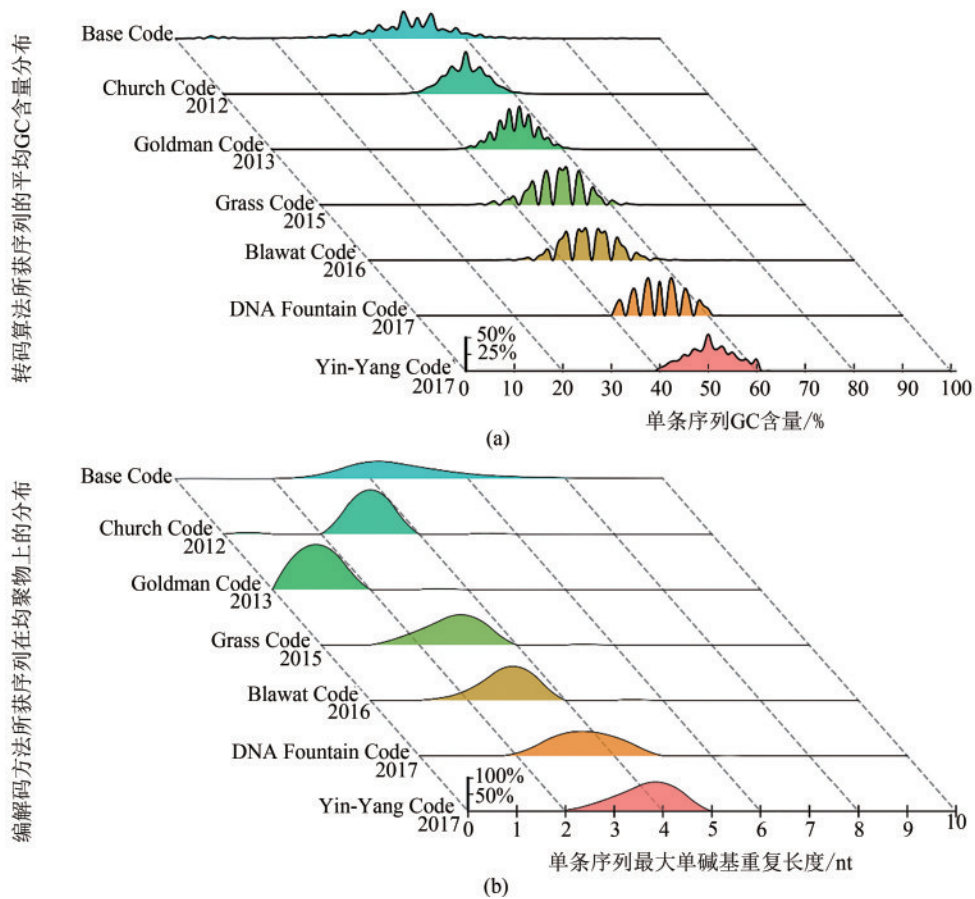 转码算法所获序列的平均GC含量分布
Base Code
Church Code
2012
Goldman Code
2013
Grass Code
2015
Blawat Code
2016
DNA Fountain Code
2017
50%
25%
Yin-Yang Code
2017
0 10 20 30 40 50 60 70 80 90 100
单条序列GC含量/%
(a)
编解码方法所获序列在均聚物上的分布
Base Code
Church Code
2012
Goldman Code
2013
Grass Code
2015
Blawat Code
2016
DNA Fountain Code
2017
100%
50%
Yin-Yang Code
2017
0 1 2 3 4 5 6 7 8 9 10
单条序列最大单碱基重复长度/nt
(b)